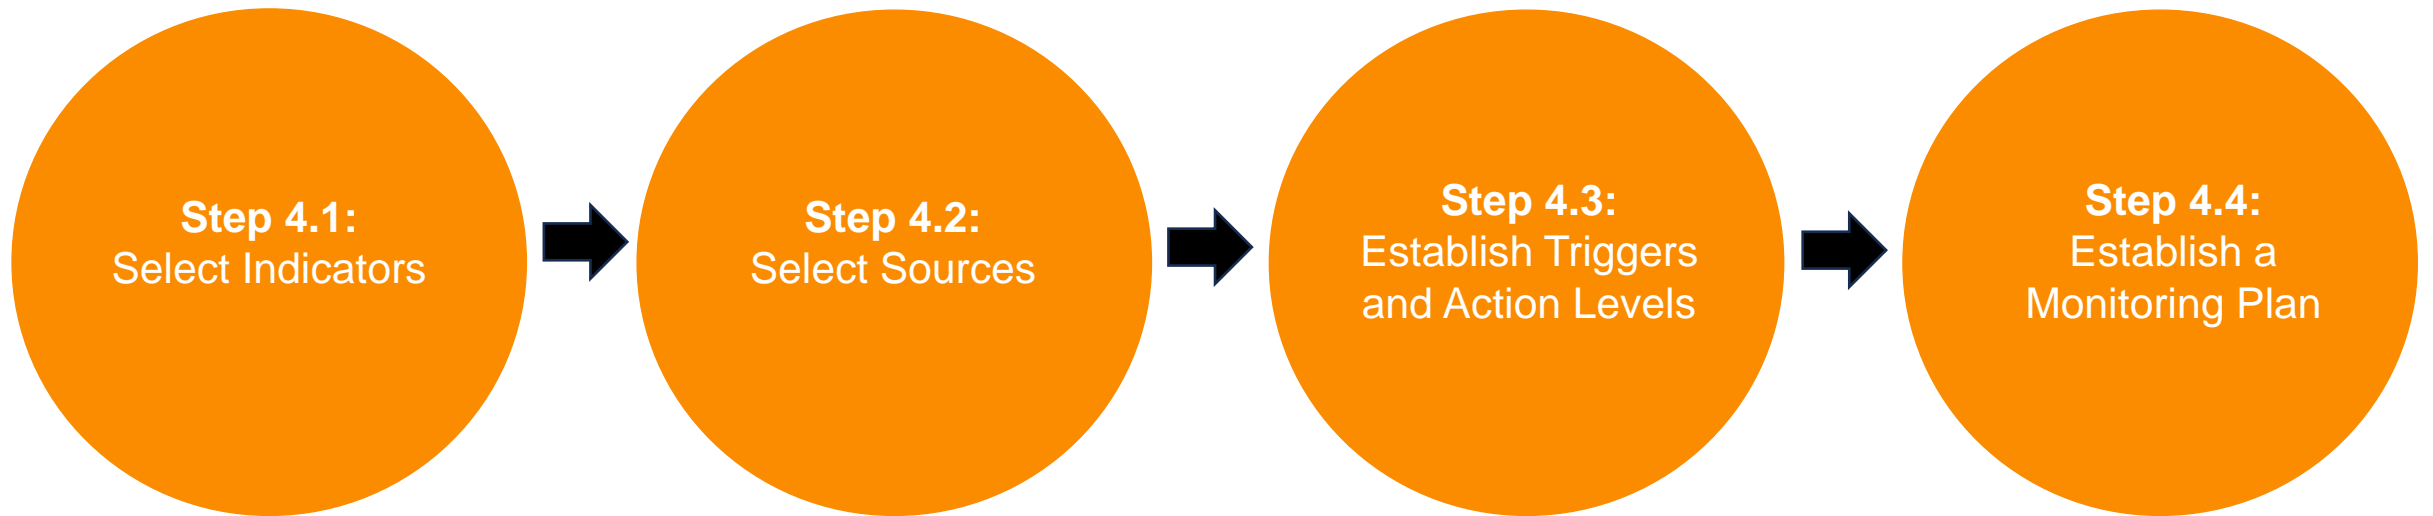 Step 4.1:
Select Indicators
Step 4.2:
Select Sources
Step 4.3:
Establish Triggers
and Action Levels
Step 4.4:
Establish a
Monitoring Plan